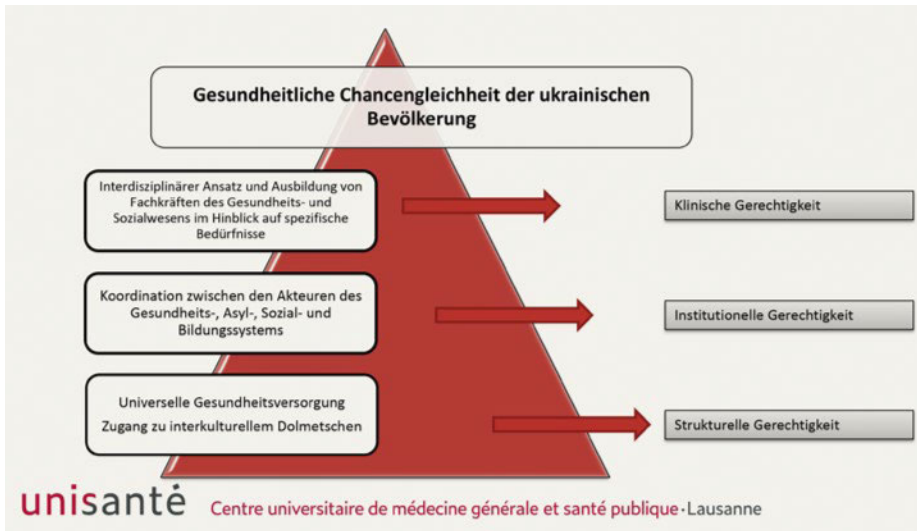 Gesundheitliche Chancengleichheit der ukrainischen
Bevölkerung
Interdisziplinärer Ansatz und Ausbildung von
Fachkräften des Gesundheits- und
Sozialwesens im Hinblick auf spezifische
Bedürfnisse
Klinische Gerechtigkeit
Koordination zwischen den Akteuren des
Gesundheits-, Asyl-, Sozial- und
Bildungssystems
Institutionelle Gerechtigkeit
Universelle Gesundheitsversorgung
Zugang zu interkulturellem Dolmetschen
Strukturelle Gerechtigkeit
unisanté Centre universitaire de médecine générale et santé publique · Lausanne